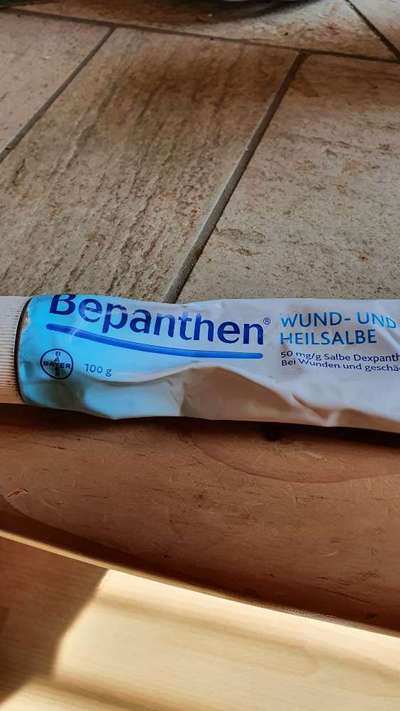 Bepanthen®
WUND- UND
HEILSALBE
50 mg/g Salbe
Bei Wunden und
BAYER
100 g